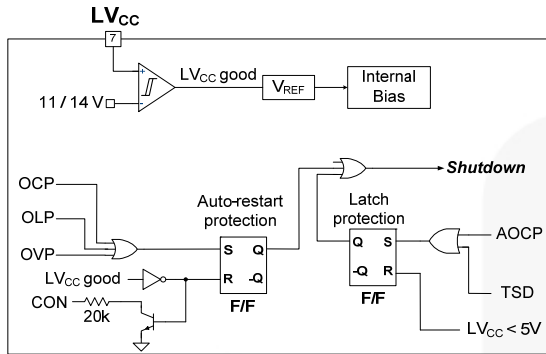 LVCC
7
+
LVCC good
VREF
Internal
Bias
11 / 14 V
-
Shutdown
OCP
OLP
OVP
Auto-restart
protection
S Q
R -Q
F/F
Latch
protection
Q S
-Q R
F/F
AOCP
TSD
LVCC < 5V
LVCC good
CON
20k